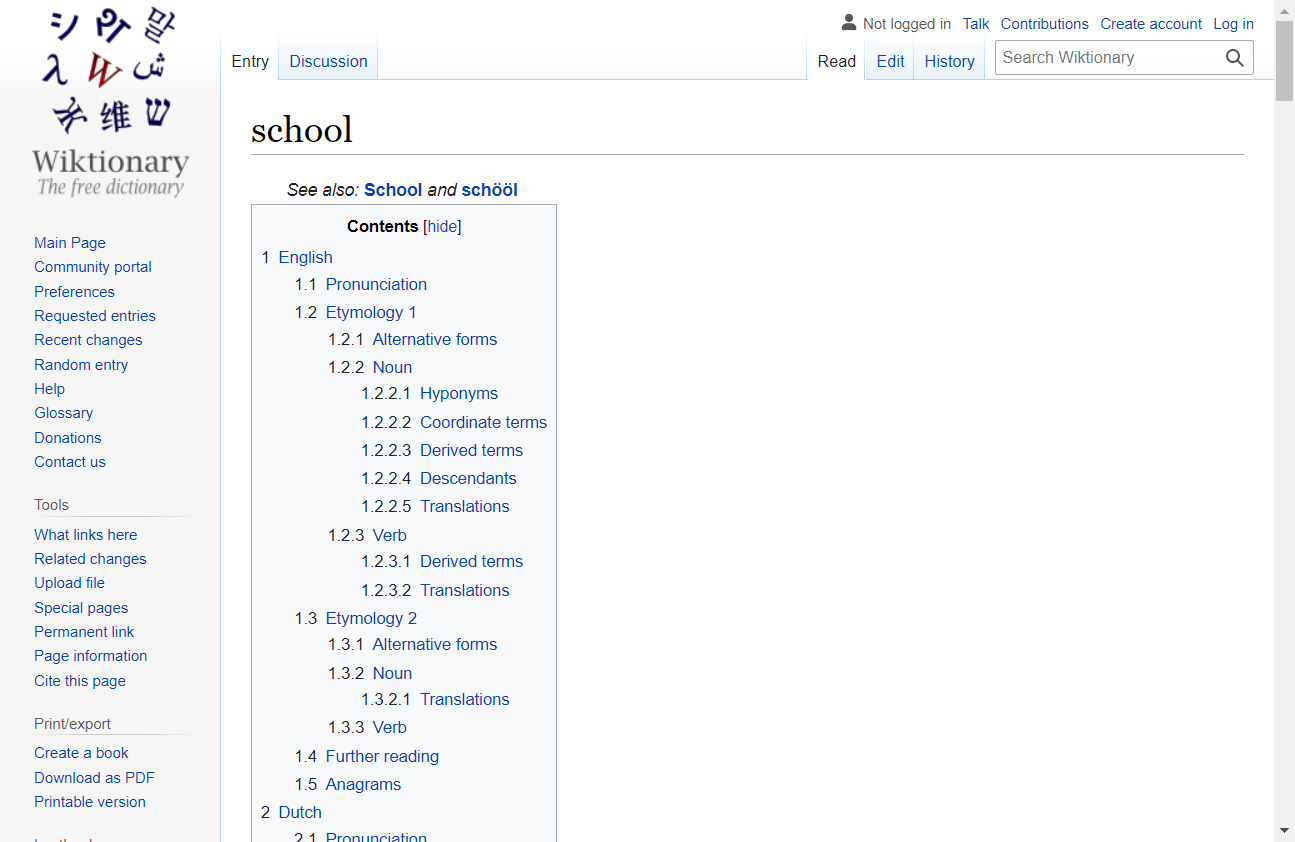 Not logged in Talk Contributions Create account Log in
Entry Discussion Read Edit History Search Wiktionary
维
Wiktionary
The free dictionary
Main Page
Community portal
Preferences
Requested entries
Recent changes
Random entry
Help
Glossary
Donations
Contact us
Tools
What links here
Related changes
Upload file
Special pages
Permanent link
Page information
Cite this page
Print/export
Create a book
Download as PDF
Printable version
school
See also: School and schööl
Contents [hide]
1 English
1.1 Pronunciation
1.2 Etymology 1
1.2.1 Alternative forms
1.2.2 Noun
1.2.2.1 Hyponyms
1.2.2.2 Coordinate terms
1.2.2.3 Derived terms
1.2.2.4 Descendants
1.2.2.5 Translations
1.2.3 Verb
1.2.3.1 Derived terms
1.2.3.2 Translations
1.3 Etymology 2
1.3.1 Alternative forms
1.3.2 Noun
1.3.2.1 Translations
1.3.3 Verb
1.4 Further reading
1.5 Anagrams
2 Dutch
2.1 Pronunciation